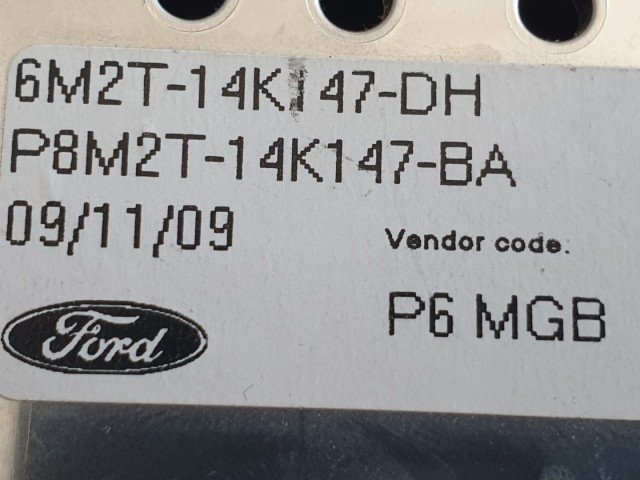 6M2T-14K147-DH
P8M2T-14K147-BA
09/11/09
Vendor code:
P6 MGB
Ford